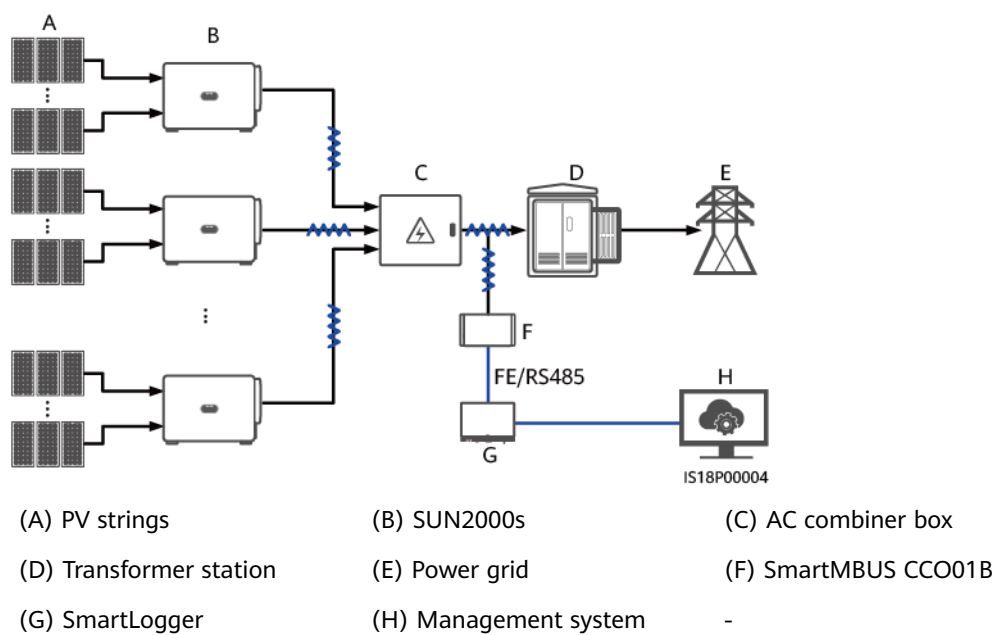 A
B
C
D
E
F
FE/RS485
H
G
IS18P00004
(A) PV strings (B) SUN2000s (C) AC combiner box
(D) Transformer station (E) Power grid (F) SmartMBUS CCO01B
(G) SmartLogger (H) Management system -